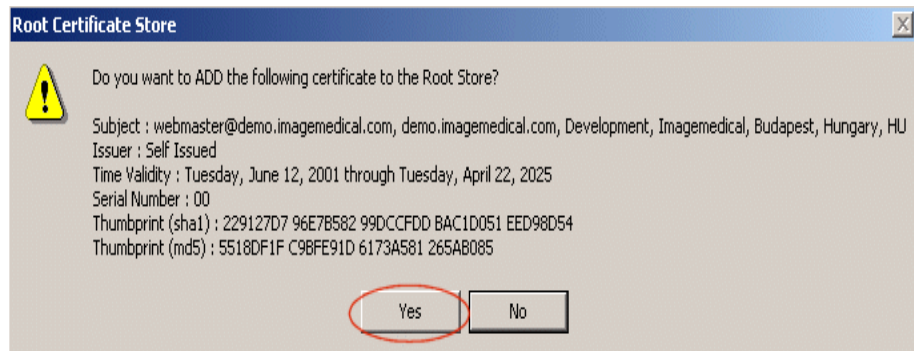 Root Certificate Store
Do you want to ADD the following certificate to the Root Store?
Subject : webmaster@demo.imagemedical.com, demo.imagemedical.com, Development, Imagemedical, Budapest, Hungary, HU
Issuer : Self Issued
Time Validity : Tuesday, June 12, 2001 through Tuesday, April 22, 2025
Serial Number : 00
Thumbprint (sha1) : 229127D7 96E7B582 99DCCFDD BAC1D051 EED98D54
Thumbprint (md5) : 5518DF1F C9BFE91D 6173A581 265AB085
Yes No